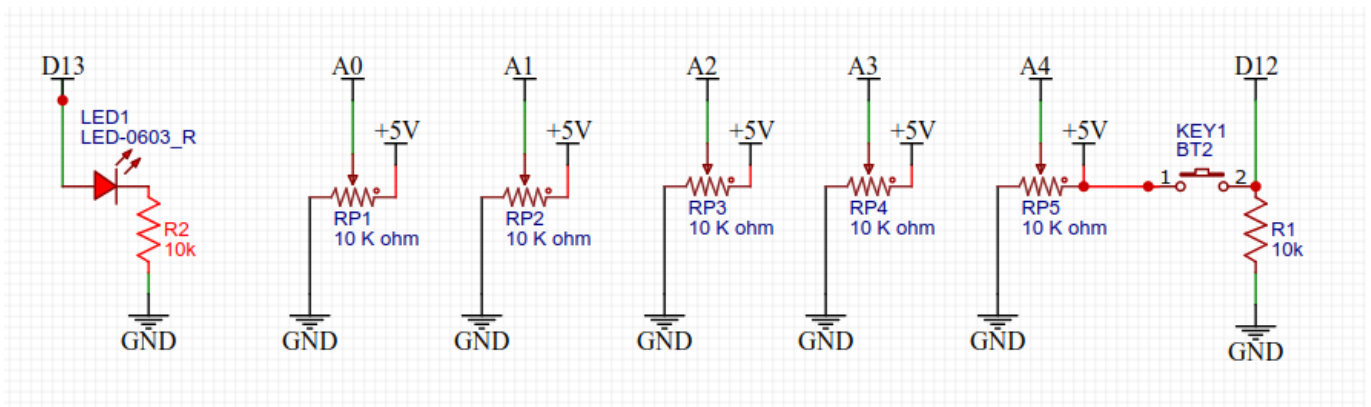 D13
LED1
LED-0603_R
R2
10k
GND
A0
+5V
RP1
10 K ohm
GND
A1
+5V
RP2
10 K ohm
GND
A2
+5V
RP3
10 K ohm
GND
A3
+5V
RP4
10 K ohm
GND
A4
+5V
RP5
10 K ohm
GND
KEY1
BT2
1 2
D12
R1
10k
GND